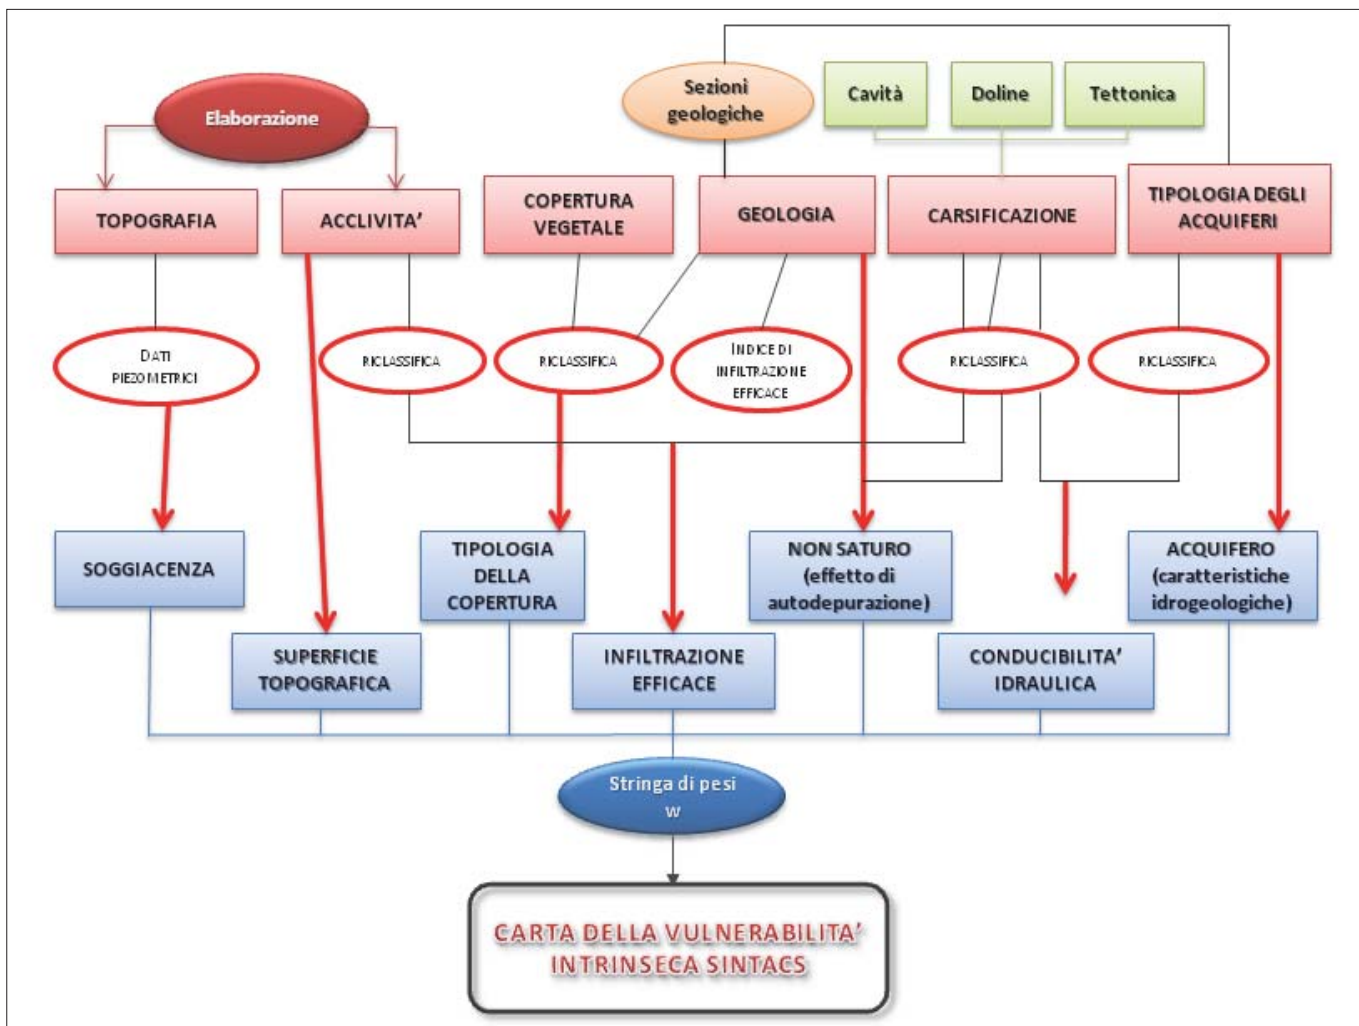 Elaborazione
Sezioni
geologiche
Cavità
Doline
Tettonica
TOPOGRAFIA
ACCLIVITA’
COPERTURA
VEGETALE
GEOLOGIA
CARSIFICAZIONE
TIPOLOGIA DEGLI
ACQUIFERI
DATI
PIEZOMETRICI
RICLASSIFICA
RICLASSIFICA
INDICE DI
INFILTRAZIONE
EFFICACE
RICLASSIFICA
RICLASSIFICA
SOGGIACENZA
TIPOLOGIA
DELLA
COPERTURA
NON SATURO
(effetto di
autodepurazione)
ACQUIFERO
(caratteristiche
idrogeologiche)
SUPERFICIE
TOPOGRAFICA
INFILTRAZIONE
EFFICACE
CONDUCIBILITA’
IDRAULICA
Stringa di pesi
w
CARTA DELLA VULNERABILITA’
INTRINSECA SINTACS